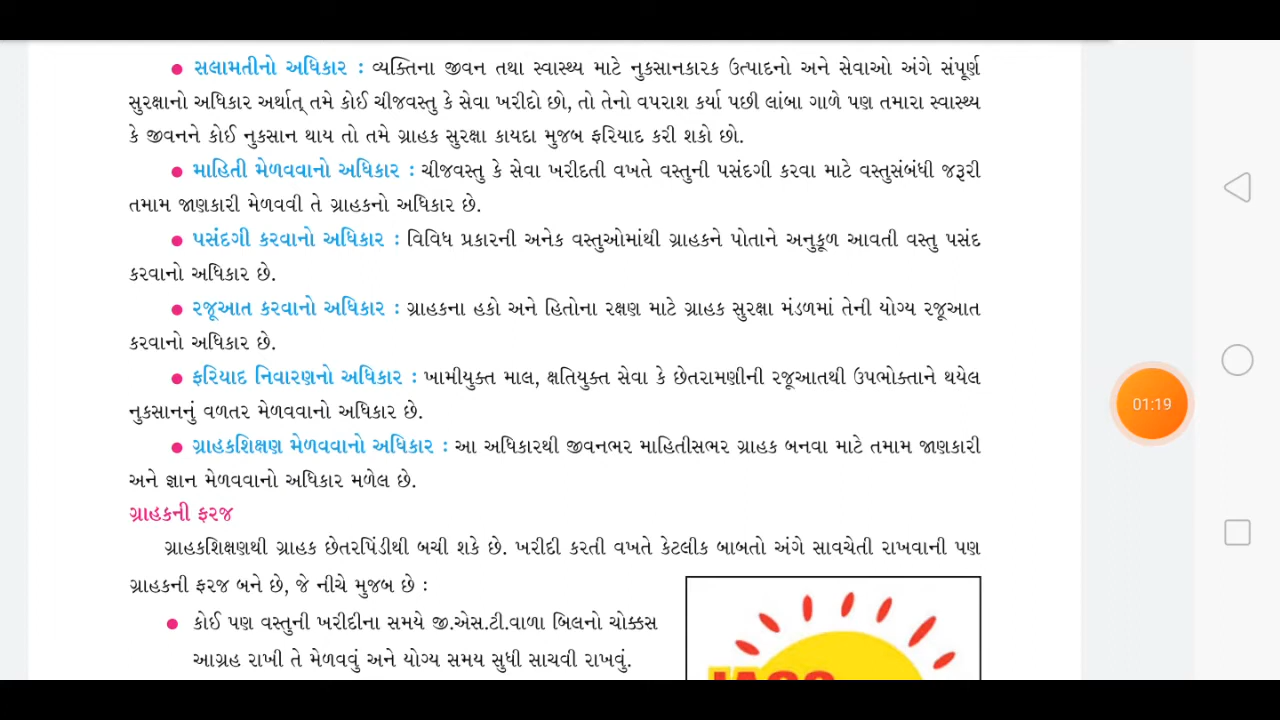 • સલામતીનો અધિકાર : વ્યક્તિના જીવન તથા સ્વાસ્થ્ય માટે નુકસાનકારક ઉત્પાદનો અને સેવાઓ અંગે સંપૂર્ણ
સુરક્ષાનો અધિકાર અર્થાત્ તમે કોઈ ચીજવસ્તુ કે સેવા ખરીદો છો, તો તેનો વપરાશ કર્યા પછી લાંબા ગાળે પણ તમારા સ્વાસ્થ્ય
કે જીવનને કોઈ નુકસાન થાય તો તમે ગ્રાહક સુરક્ષા કાયદા મુજબ ફરિયાદ કરી શકો છો.
• માહિતી મેળવવાનો અધિકાર : ચીજવસ્તુ કે સેવા ખરીદતી વખતે વસ્તુની પસંદગી કરવા માટે વસ્તુસંબંધી જરૂરી
તમામ જાણકારી મેળવવી તે ગ્રાહકનો અધિકાર છે.
• પસંદગી કરવાનો અધિકાર : વિવિધ પ્રકારની અનેક વસ્તુઓમાંથી ગ્રાહકને પોતાને અનુકૂળ આવતી વસ્તુ પસંદ
કરવાનો અધિકાર છે.
• રજૂઆત કરવાનો અધિકાર : ગ્રાહકના હકો અને હિતોના રક્ષણ માટે ગ્રાહક સુરક્ષા મંડળમાં તેની યોગ્ય રજૂઆત
કરવાનો અધિકાર છે.
• ફરિયાદ નિવારણનો અધિકાર : ખામીયુક્ત માલ, ક્ષતિયુક્ત સેવા કે છેતરામણીની રજૂઆતથી ઉપભોક્તાને થયેલ
નુકસાનનું વળતર મેળવવાનો અધિકાર છે.
• ગ્રાહકશિક્ષણ મેળવવાનો અધિકાર : આ અધિકારથી જીવનભર માહિતીસભર ગ્રાહક બનવા માટે તમામ જાણકારી
અને જ્ઞાન મેળવવાનો અધિકાર મળેલ છે.
ગ્રાહકની ફરજ
ગ્રાહકશિક્ષણથી ગ્રાહક છેતરપિંડીથી બચી શકે છે. ખરીદી કરતી વખતે કેટલીક બાબતો અંગે સાવચેતી રાખવાની પણ
ગ્રાહકની ફરજ બને છે, જે નીચે મુજબ છે :
• કોઈ પણ વસ્તુની ખરીદીના સમયે જી.એસ.ટી.વાળા બિલનો ચોક્કસ
આગ્રહ રાખી તે મેળવવું અને યોગ્ય સમય સુધી સાચવી રાખવું.
01:19